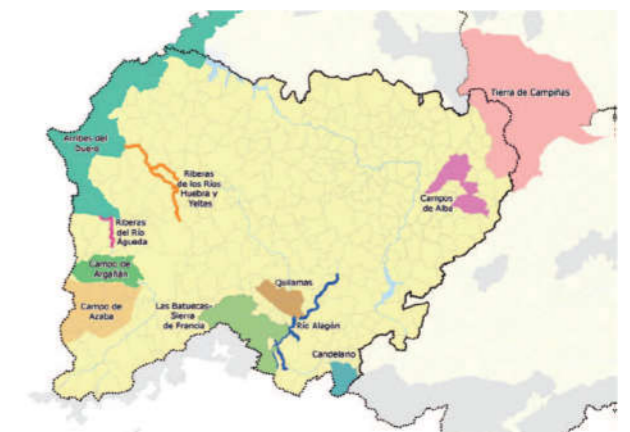 Tierra de Campiñas
Arribes del
Duero
Riberas
de los Ríos
Huebra y
Yeltes
Campos
de Alba
Riberas
del Río
Águeda
Campo de
Argañán
Quilamas
Campo de
Azaba
Las Batuecas-
Sierra
de Francia
Río Alagón
Candelario